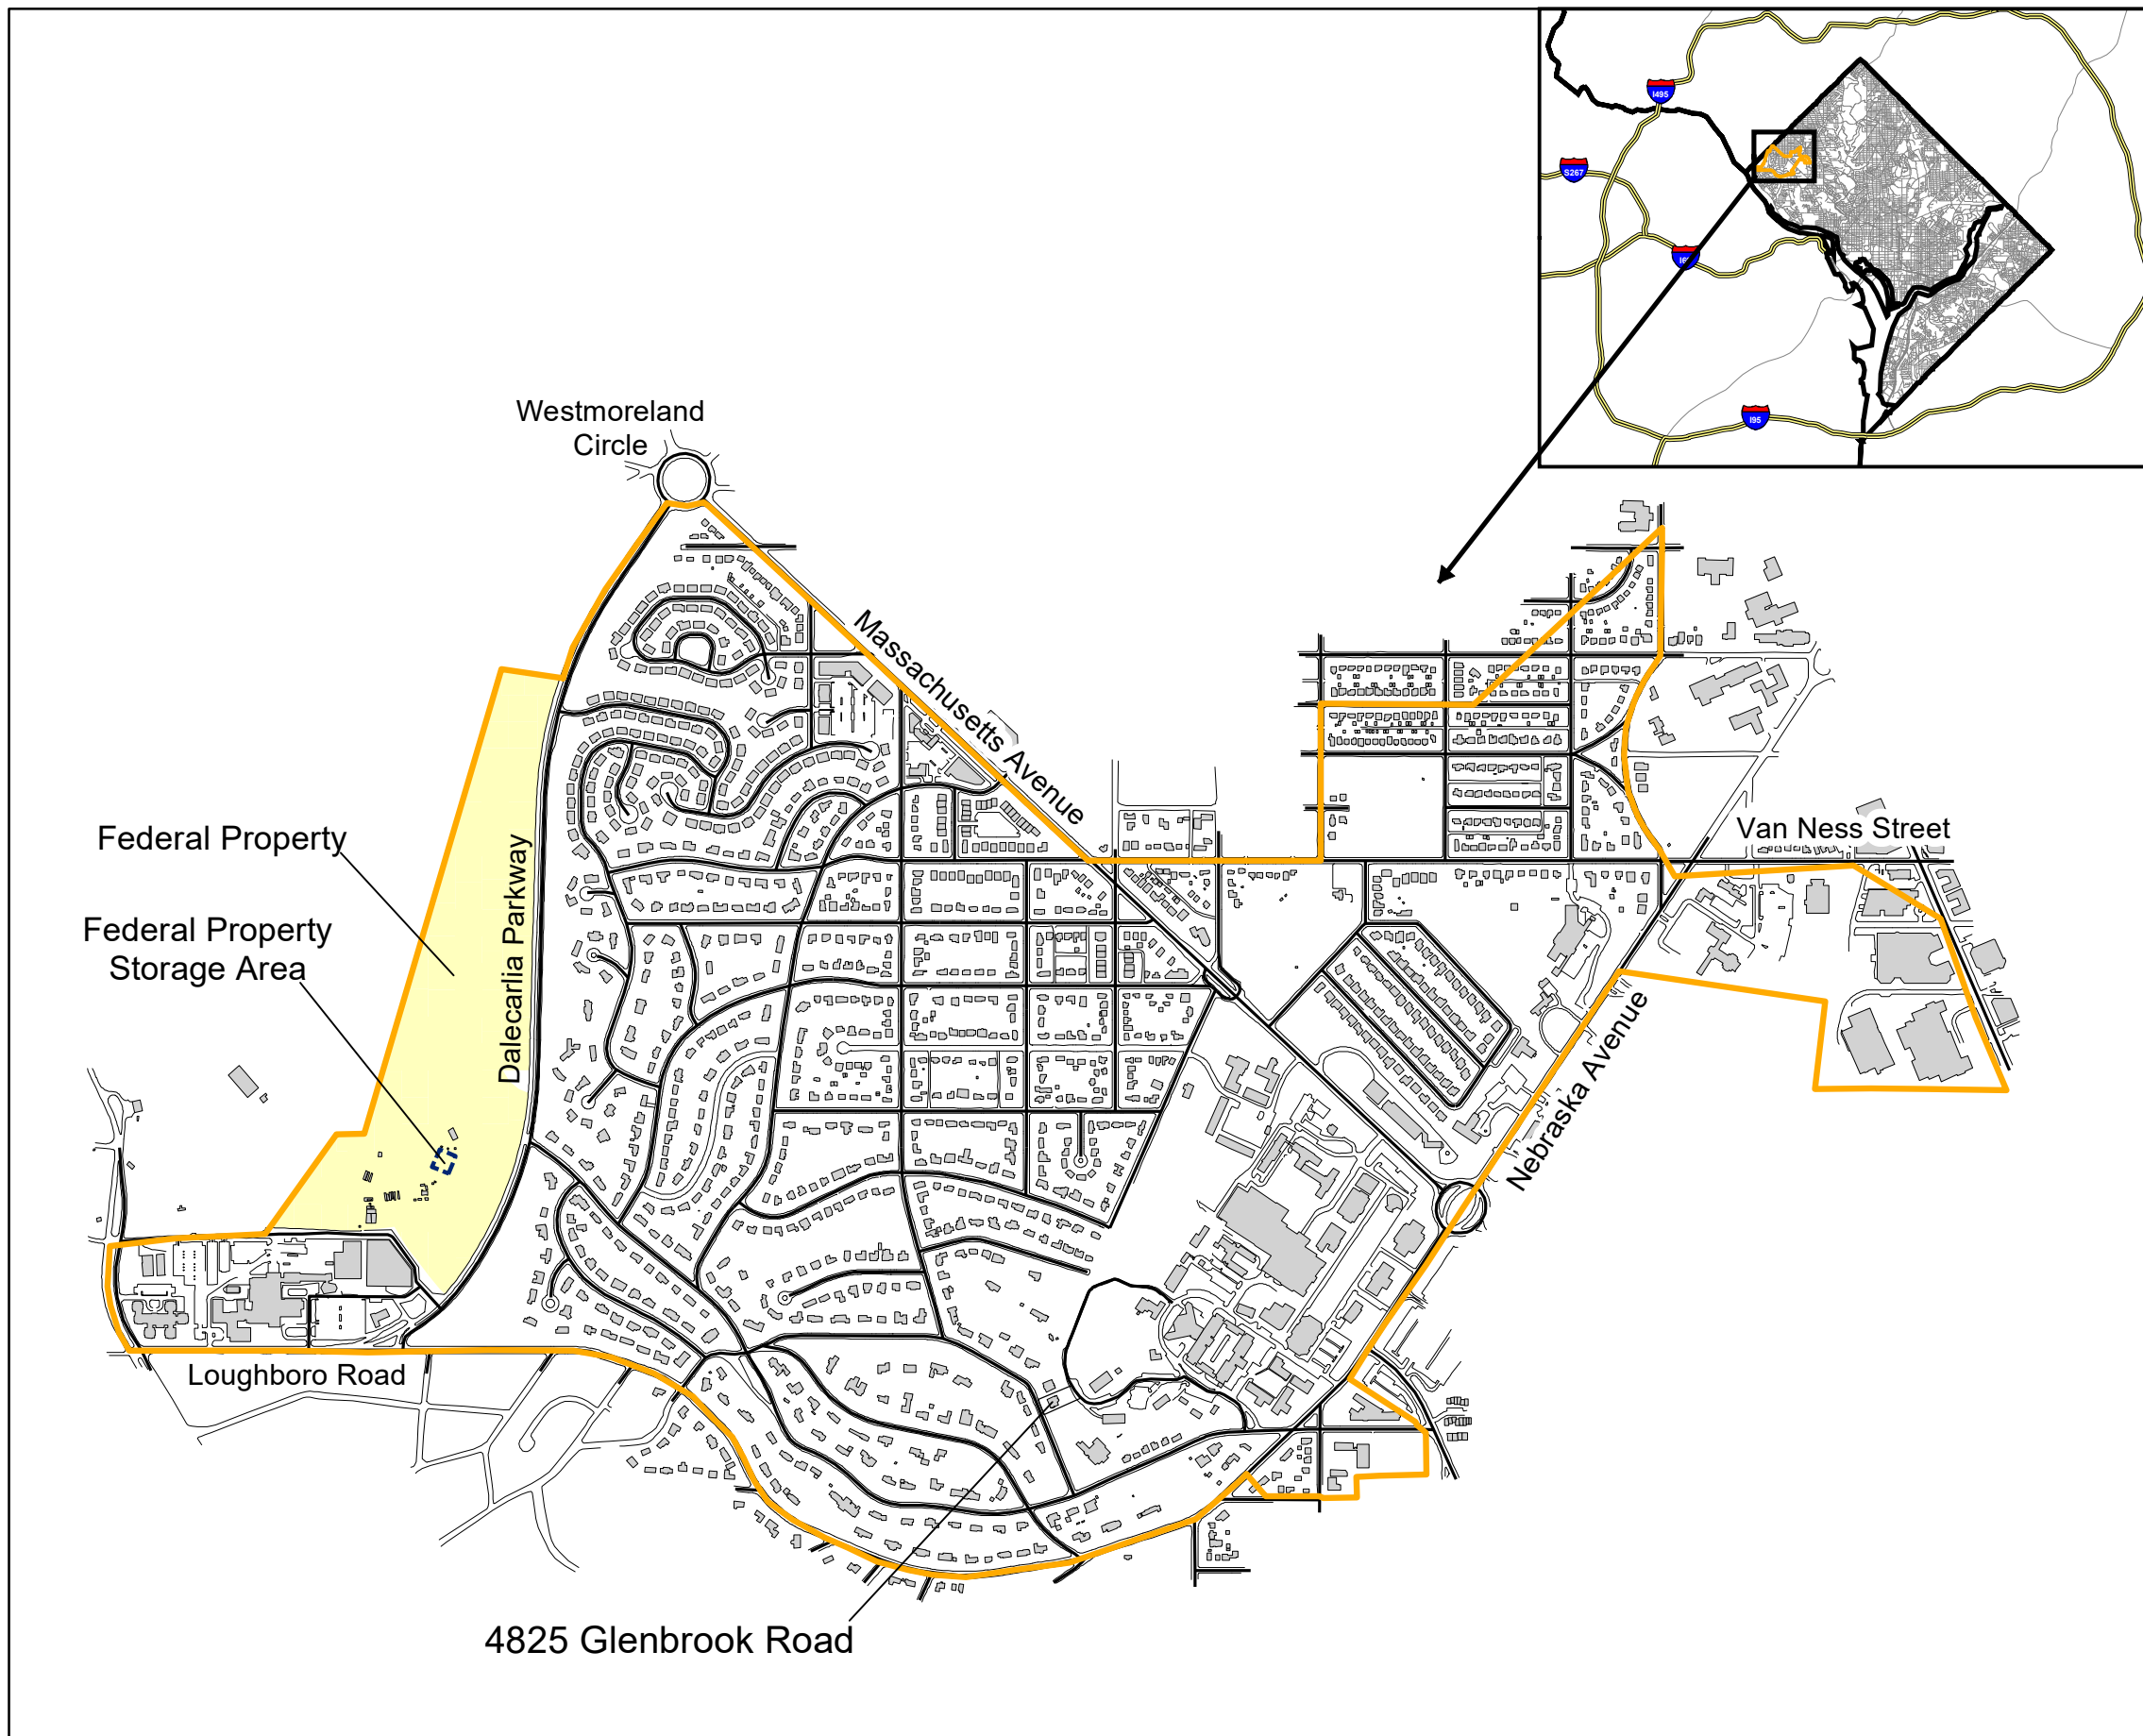 I495
S267
I95
Westmoreland
Circle
Massachusetts Avenue
Van Ness Street
Federal Property
Federal Property
Storage Area
Dalecarlia Parkway
Nebraska Avenue
Loughboro Road
4825 Glenbrook Road